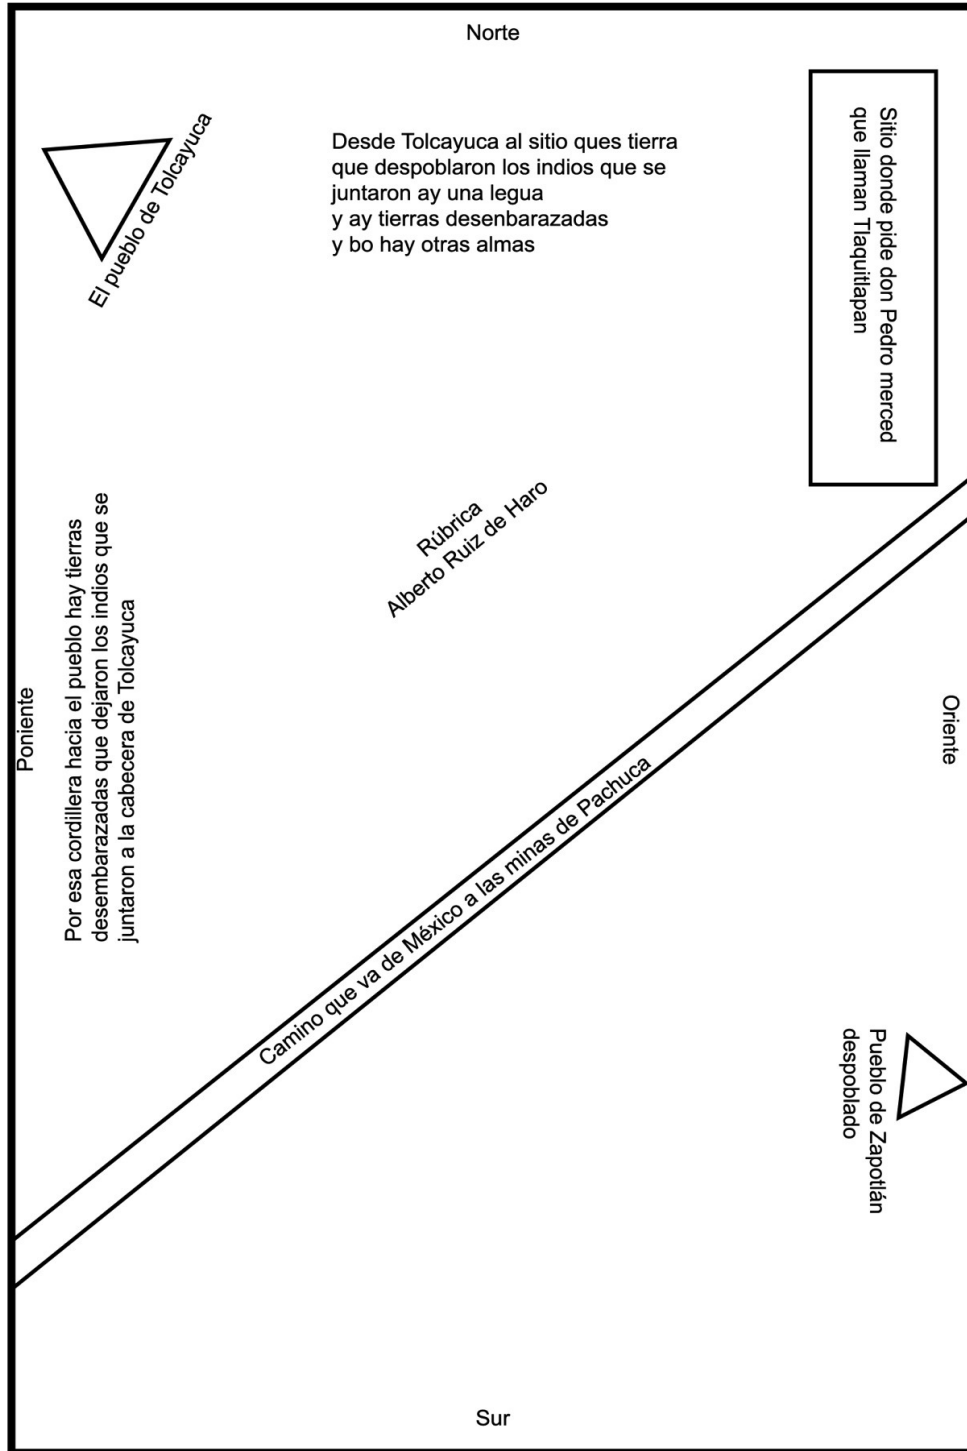 Norte
El pueblo de Tolcayuca
Desde Tolcayuca al sitio ques tierra
que despoblaron los indios que se
juntaron ay una legua
y ay tierras desenbarazadas
y bo hay otras almas
Sitio donde pide don Pedro merced
que llaman Tlaquitlapan
Rúbrica
Alberto Ruiz de Haro
Poniente
Por esa cordillera hacia el pueblo hay tierras
desembarazadas que dejaron los indios que se
juntaron a la cabecera de Tolcayuca
Oriente
Camino que va de México a las minas de Pachuca
Pueblo de Zapotlán
despoblado
Sur